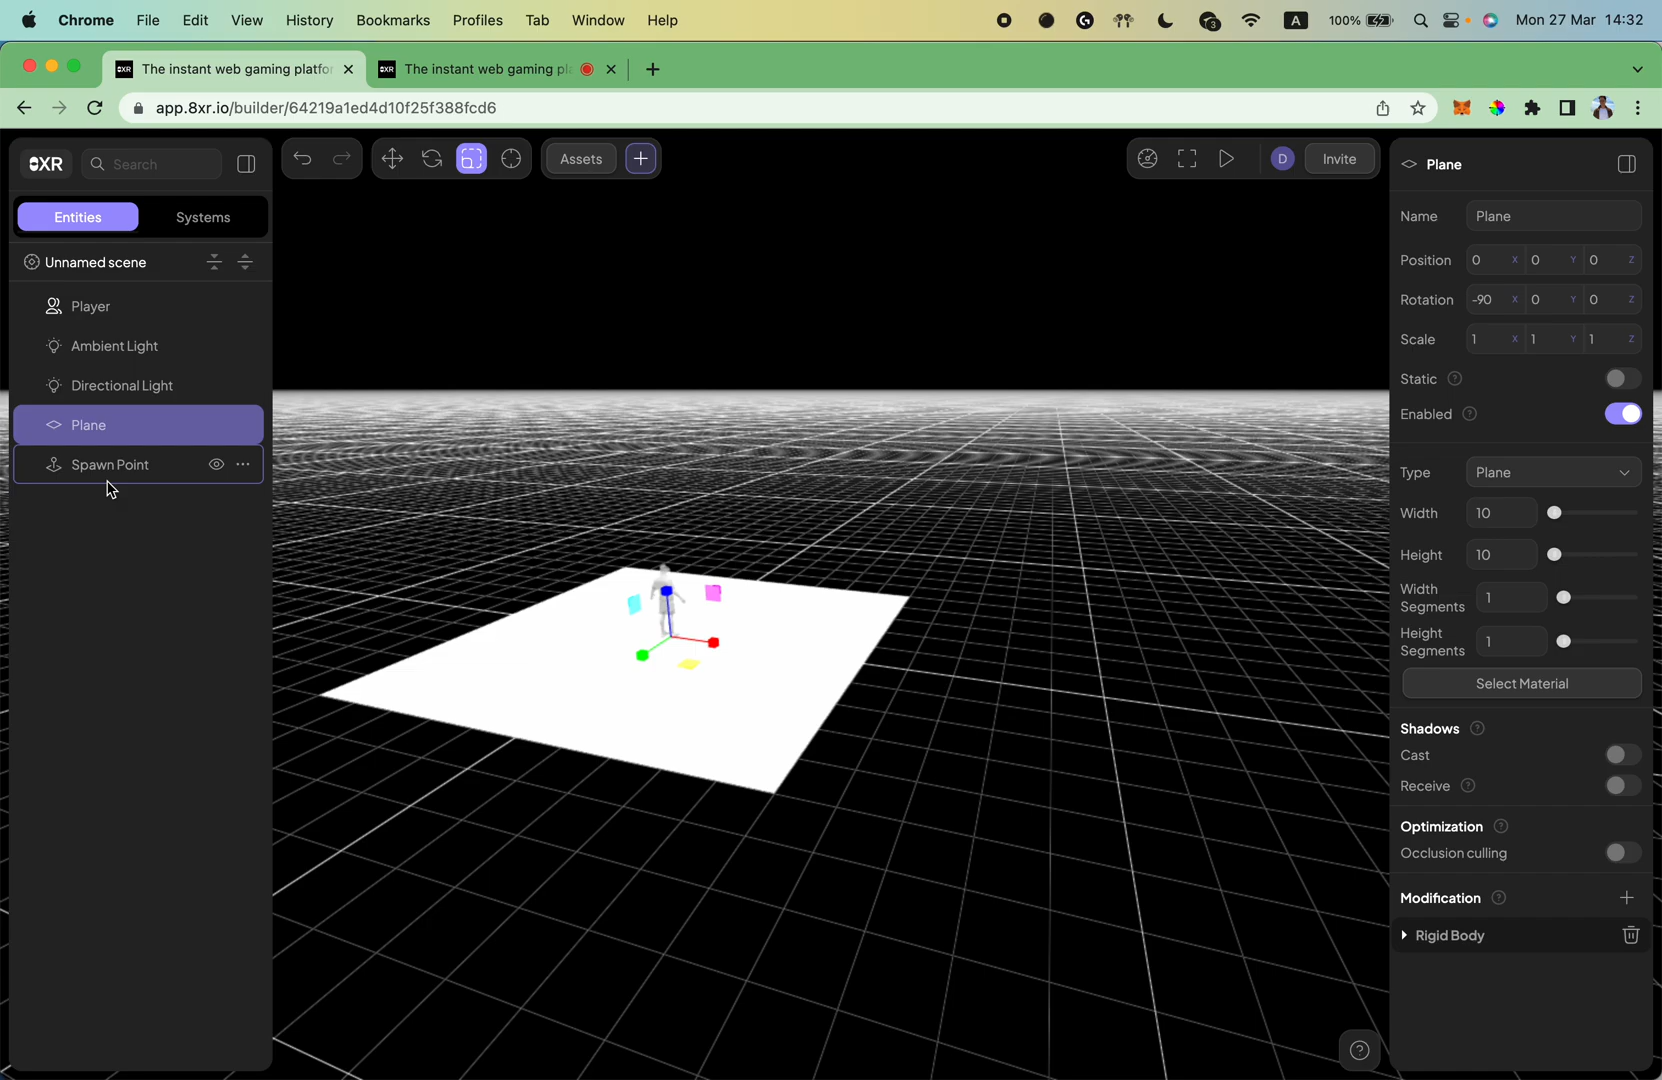 Chrome File Edit View History Bookmarks Profiles Tab Window Help 3 A 100% Mon 27 Mar 14:32
The instant web gaming platfor The instant web gaming pl
app.8xr.io/builder/64219a1ed4d10f25f388fcd6
8XR Search
Assets
D Invite
Entities Systems
Unnamed scene
Player
Ambient Light
Directional Light
Plane
Spawn Point
Plane
Name Plane
Position 0 X 0 Y 0 Z
Rotation -90 X 0 Y 0 Z
Scale 1 X 1 Y 1 Z
Static ?
Enabled ?
Type Plane
Width 10
Height 10
Width
Segments 1
Height
Segments 1
Select Material
Shadows ?
Cast
Receive ?
Optimization ?
Occlusion culling
Modification ?
Rigid Body
?